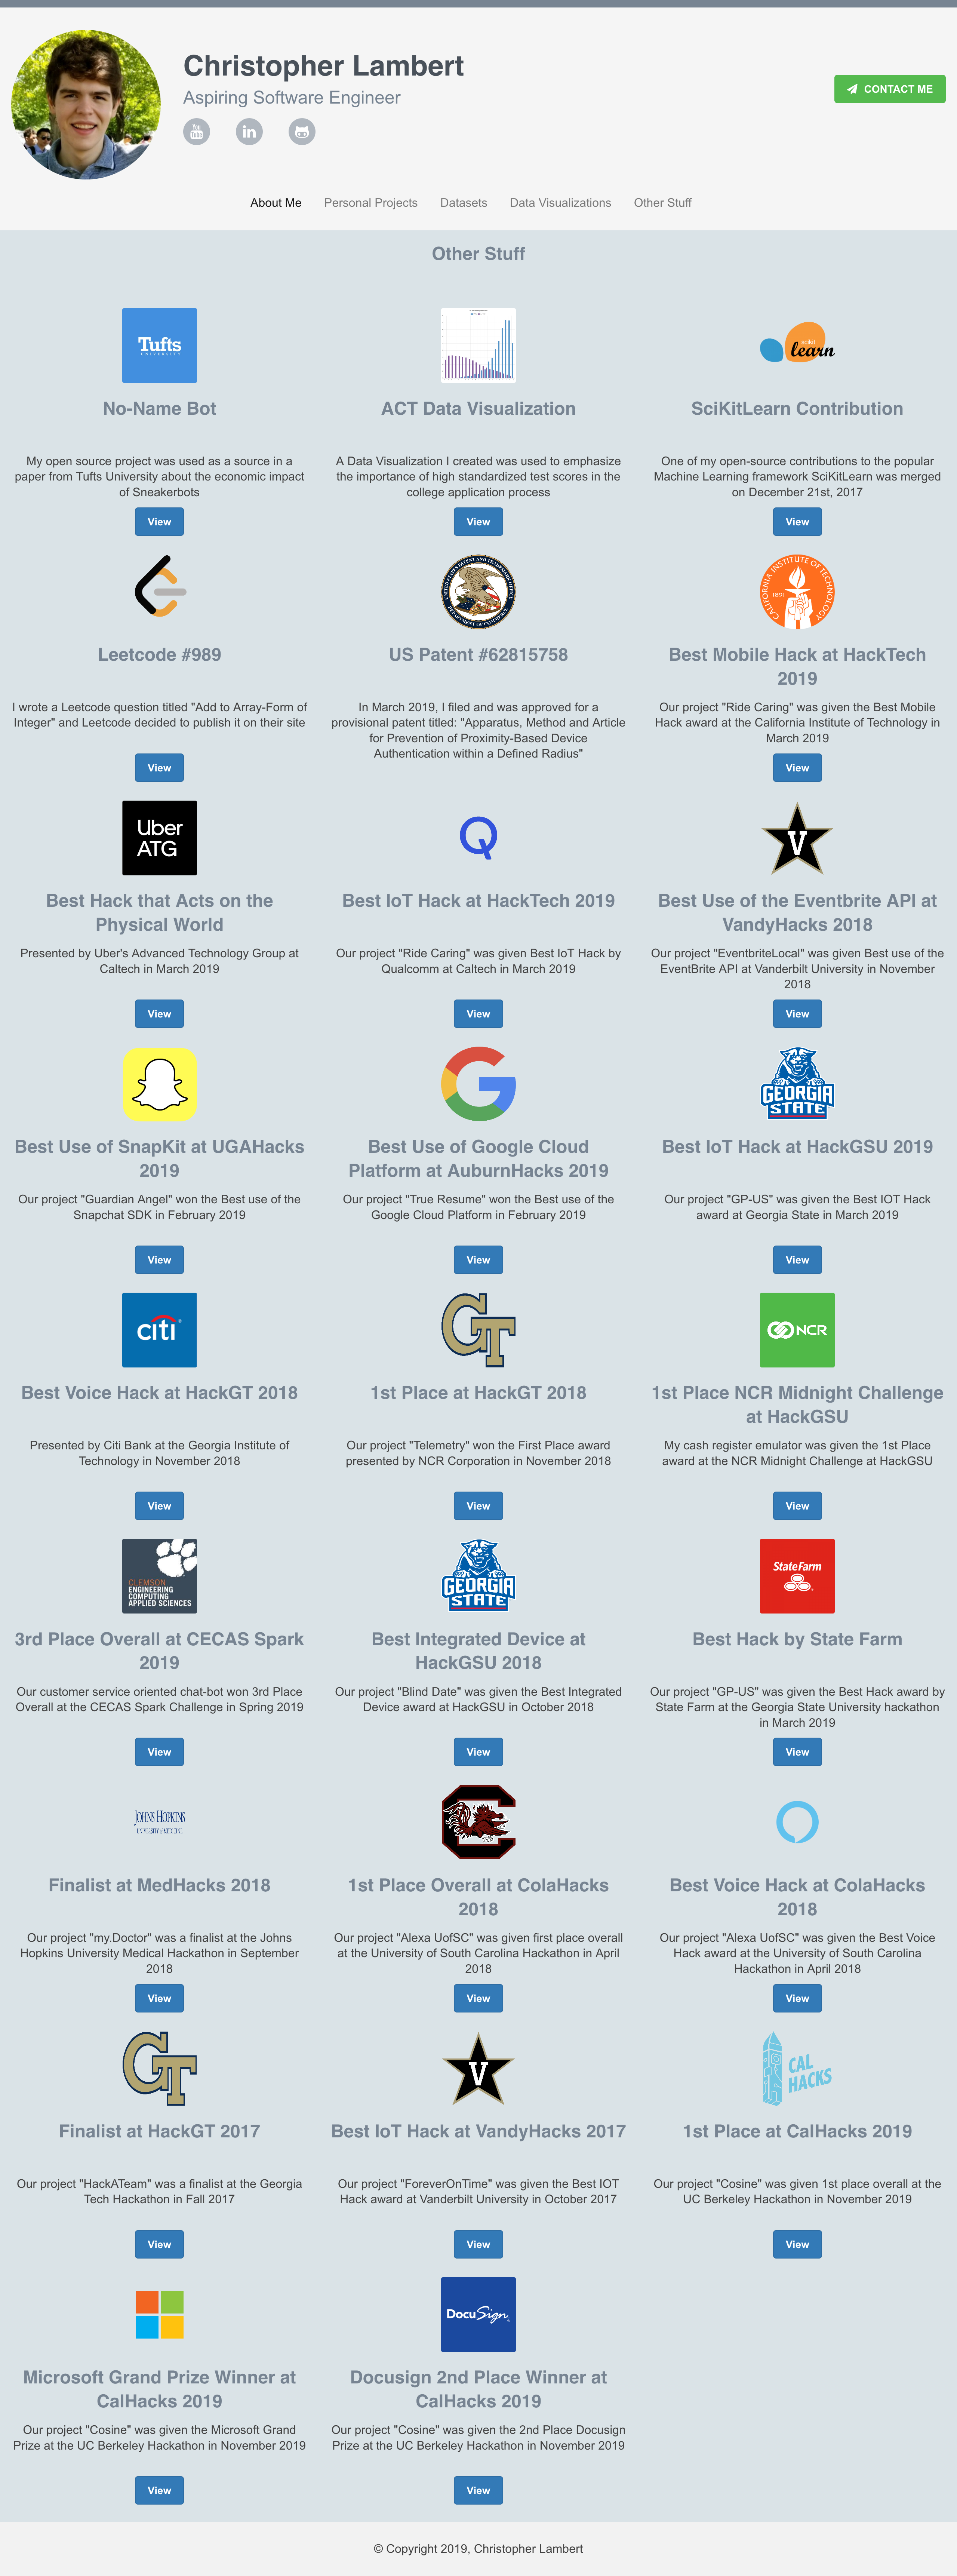 Christopher Lambert
Aspiring Software Engineer
You
Tube
in
CONTACT ME
About Me
Personal Projects
Datasets
Data Visualizations
Other Stuff
Other Stuff
Tufts
UNIVERSITY
No-Name Bot
My open source project was used as a source in a
paper from Tufts University about the economic impact
of Sneakerbots
View
ACT Data Visualization
A Data Visualization I created was used to emphasize
the importance of high standardized test scores in the
college application process
View
scikit
learn
SciKitLearn Contribution
One of my open-source contributions to the popular
Machine Learning framework SciKitLearn was merged
on December 21st, 2017
View
Leetcode #989
I wrote a Leetcode question titled "Add to Array-Form of
Integer" and Leetcode decided to publish it on their site
View
UNITED STATES PATENT AND TRADEMARK OFFICE
DEPARTMENT OF COMMERCE
US Patent #62815758
In March 2019, I filed and was approved for a
provisional patent titled: "Apparatus, Method and Article
for Prevention of Proximity-Based Device
Authentication within a Defined Radius"
CALIFORNIA INSTITUTE OF TECHNOLOGY
1891
Best Mobile Hack at HackTech
2019
Our project "Ride Caring" was given the Best Mobile
Hack award at the California Institute of Technology in
March 2019
View
Uber
ATG
Best Hack that Acts on the
Physical World
Presented by Uber's Advanced Technology Group at
Caltech in March 2019
View
Q
Best IoT Hack at HackTech 2019
Our project "Ride Caring" was given Best IoT Hack by
Qualcomm at Caltech in March 2019
View
V
Best Use of the Eventbrite API at
VandyHacks 2018
Our project "EventbriteLocal" was given Best use of the
EventBrite API at Vanderbilt University in November
2018
View
Best Use of SnapKit at UGAHacks
2019
Our project "Guardian Angel" won the Best use of the
Snapchat SDK in February 2019
View
G
Best Use of Google Cloud
Platform at AuburnHacks 2019
Our project "True Resume" won the Best use of the
Google Cloud Platform in February 2019
View
GEORGIA
STATE
Best IoT Hack at HackGSU 2019
Our project "GP-US" was given the Best IOT Hack
award at Georgia State in March 2019
View
citi
Best Voice Hack at HackGT 2018
Presented by Citi Bank at the Georgia Institute of
Technology in November 2018
View
GT
1st Place at HackGT 2018
Our project "Telemetry" won the First Place award
presented by NCR Corporation in November 2018
View
NCR
1st Place NCR Midnight Challenge
at HackGSU
My cash register emulator was given the 1st Place
award at the NCR Midnight Challenge at HackGSU
View
CLEMSON
ENGINEERING
COMPUTING
APPLIED SCIENCES
3rd Place Overall at CECAS Spark
2019
Our customer service oriented chat-bot won 3rd Place
Overall at the CECAS Spark Challenge in Spring 2019
View
GEORGIA
STATE
Best Integrated Device at
HackGSU 2018
Our project "Blind Date" was given the Best Integrated
Device award at HackGSU in October 2018
View
State Farm
Best Hack by State Farm
Our project "GP-US" was given the Best Hack award by
State Farm at the Georgia State University hackathon
in March 2019
View
JOHNS HOPKINS
UNIVERSITY & MEDICINE
Finalist at MedHacks 2018
Our project "my.Doctor" was a finalist at the Johns
Hopkins University Medical Hackathon in September
2018
View
C
1st Place Overall at ColaHacks
2018
Our project "Alexa UofSC" was given first place overall
at the University of South Carolina Hackathon in April
2018
View
Best Voice Hack at ColaHacks
2018
Our project "Alexa UofSC" was given the Best Voice
Hack award at the University of South Carolina
Hackathon in April 2018
View
GT
Finalist at HackGT 2017
Our project "HackATeam" was a finalist at the Georgia
Tech Hackathon in Fall 2017
View
V
Best IoT Hack at VandyHacks 2017
Our project "ForeverOnTime" was given the Best IOT
Hack award at Vanderbilt University in October 2017
View
CAL
HACKS
1st Place at CalHacks 2019
Our project "Cosine" was given 1st place overall at the
UC Berkeley Hackathon in November 2019
View
Microsoft Grand Prize Winner at
CalHacks 2019
Our project "Cosine" was given the Microsoft Grand
Prize at the UC Berkeley Hackathon in November 2019
View
DocuSign
Docusign 2nd Place Winner at
CalHacks 2019
Our project "Cosine" was given the 2nd Place Docusign
Prize at the UC Berkeley Hackathon in November 2019
View
© Copyright 2019, Christopher Lambert